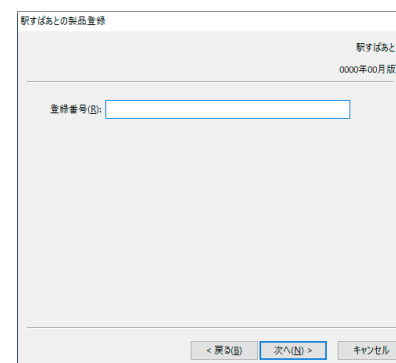 駅すぱあとの製品登録
駅すぱあと
0000年00月版
登録番号(R):
< 戻る(B) 次へ(N) > キャンセル